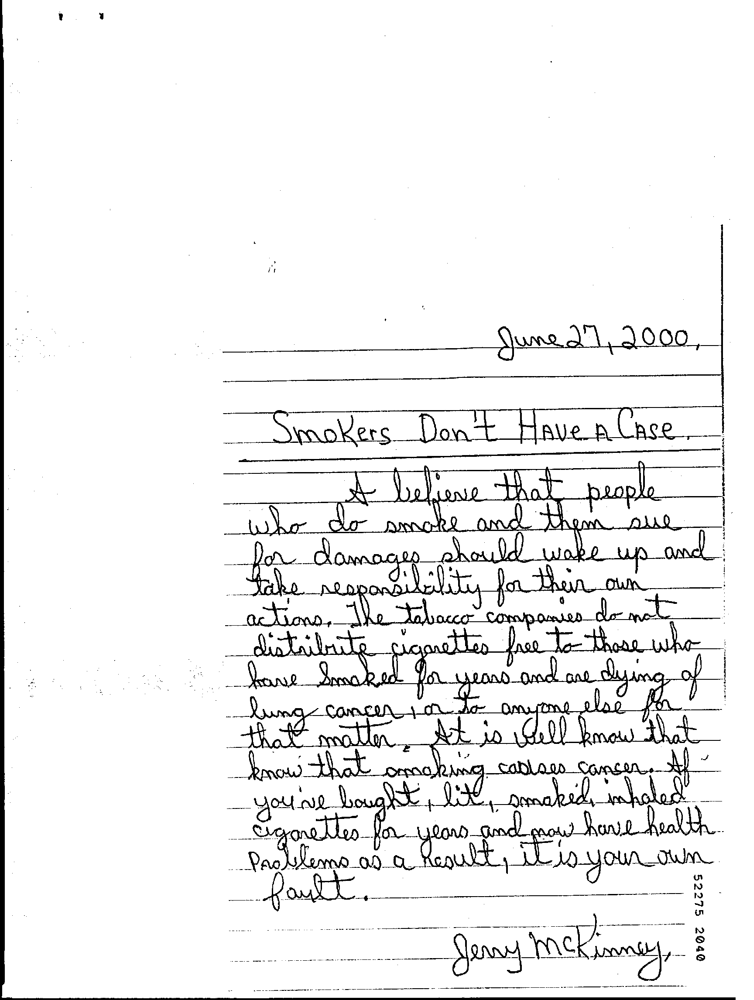 June 27, 2000,
Smokers Don't Have A Case.
I believe that people
who do smoke and them sue
for damages should wake up and
take responsibility for their own
actions. The tobacco companies do not
distribute cigarettes free to those who
have smoked for years and are dying of
lung cancer, or to anyone else for
that matter. It is well know that
know that smoking causes cancer. If
you've bought, lit, smoked, inhaled
cigarettes for years and now have health
Problems as a result, it is your own
fault.
Jerry McKinney,
52275 2040